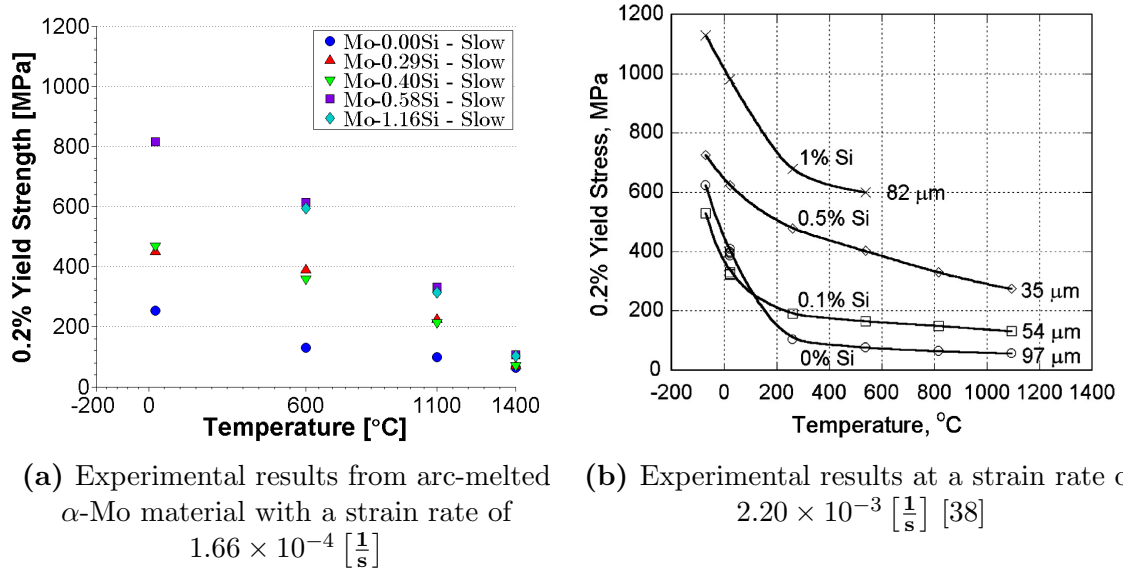 1200
1000
800
600
400
200
0
-200
0
600
1100
1400
0.2% Yield Strength [MPa]
Temperature [°C]
Mo-0.00Si - Slow
Mo-0.29Si - Slow
Mo-0.40Si - Slow
Mo-0.58Si - Slow
Mo-1.16Si - Slow
(a) Experimental results from arc-melted
α-Mo material with a strain rate of
1.66 × 10⁻⁴ [1/s]
1200
1000
800
600
400
200
0
-200 0 200 400 600 800 1000 1200 1400
0.2% Yield Stress, MPa
Temperature, °C
1% Si
82 μm
0.5% Si
35 μm
0.1% Si
54 μm
0% Si
97 μm
(b) Experimental results at a strain rate o
2.20 × 10⁻³ [1/s] [38]